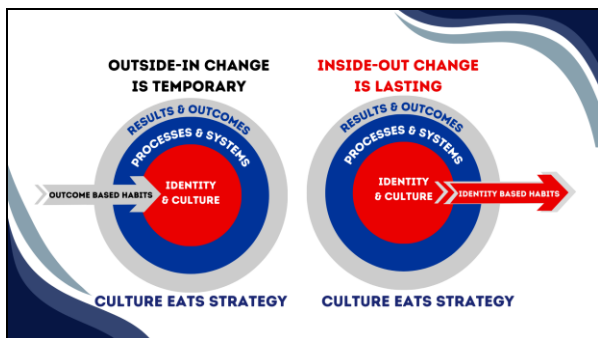 OUTSIDE-IN CHANGE
IS TEMPORARY
RESULTS & OUTCOMES
PROCESSES & SYSTEMS
IDENTITY
& CULTURE
OUTCOME BASED HABITS
CULTURE EATS STRATEGY
INSIDE-OUT CHANGE
IS LASTING
RESULTS & OUTCOMES
PROCESSES & SYSTEMS
IDENTITY
& CULTURE
IDENTITY BASED HABITS
CULTURE EATS STRATEGY